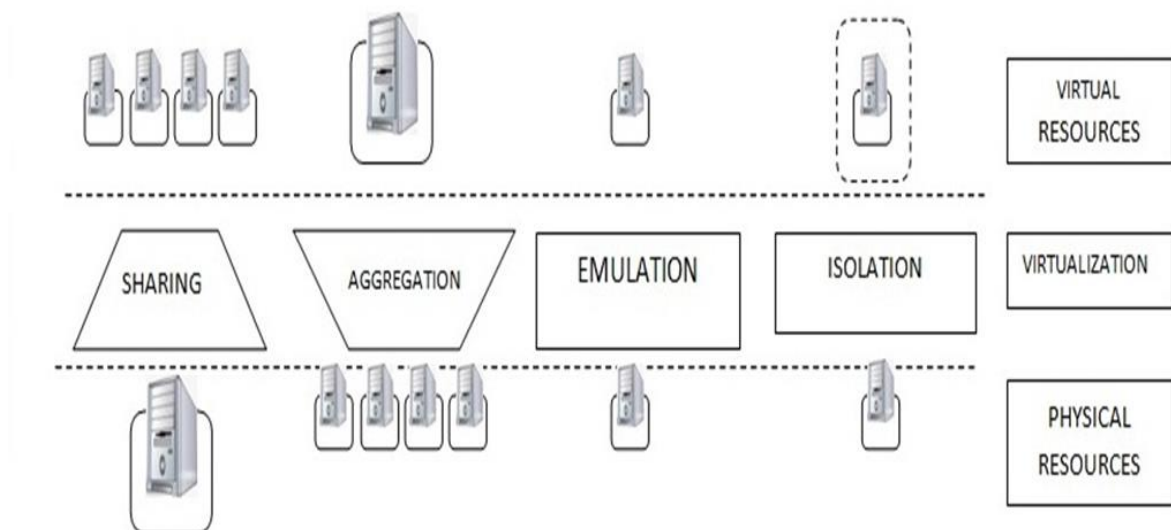 VIRTUAL
RESOURCES
SHARING
AGGREGATION
EMULATION
ISOLATION
VIRTUALIZATION
PHYSICAL
RESOURCES